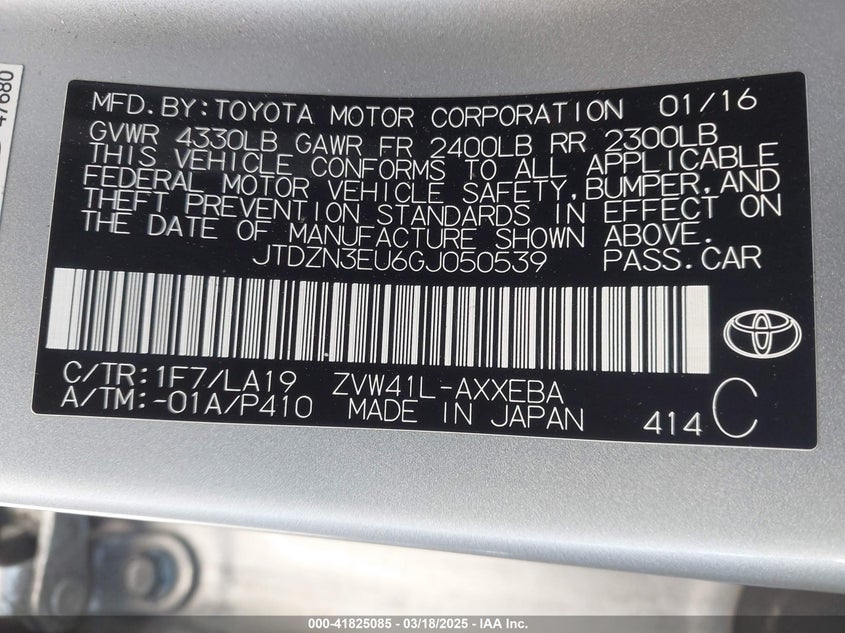 47680
MFD.BY:TOYOTA MOTOR CORPORATION 01/16
GVWR 4330LB GAWR FR 2400LB RR 2300LB
THIS VEHICLE CONFORMS TO ALL APPLICABLE
FEDERAL MOTOR VEHICLE SAFETY,BUMPER,AND
THEFT PREVENTION STANDARDS IN EFFECT ON
THE DATE OF MANUFACTURE SHOWN ABOVE.
JTDZN3EU6GJ050539 PASS.CAR
C/TR:1F7/LA19 ZVW41L-AXXEBA
A/TM:-01A/P410 MADE IN JAPAN 414 C
000-41825085 - 03/18/2025 - IAA Inc.